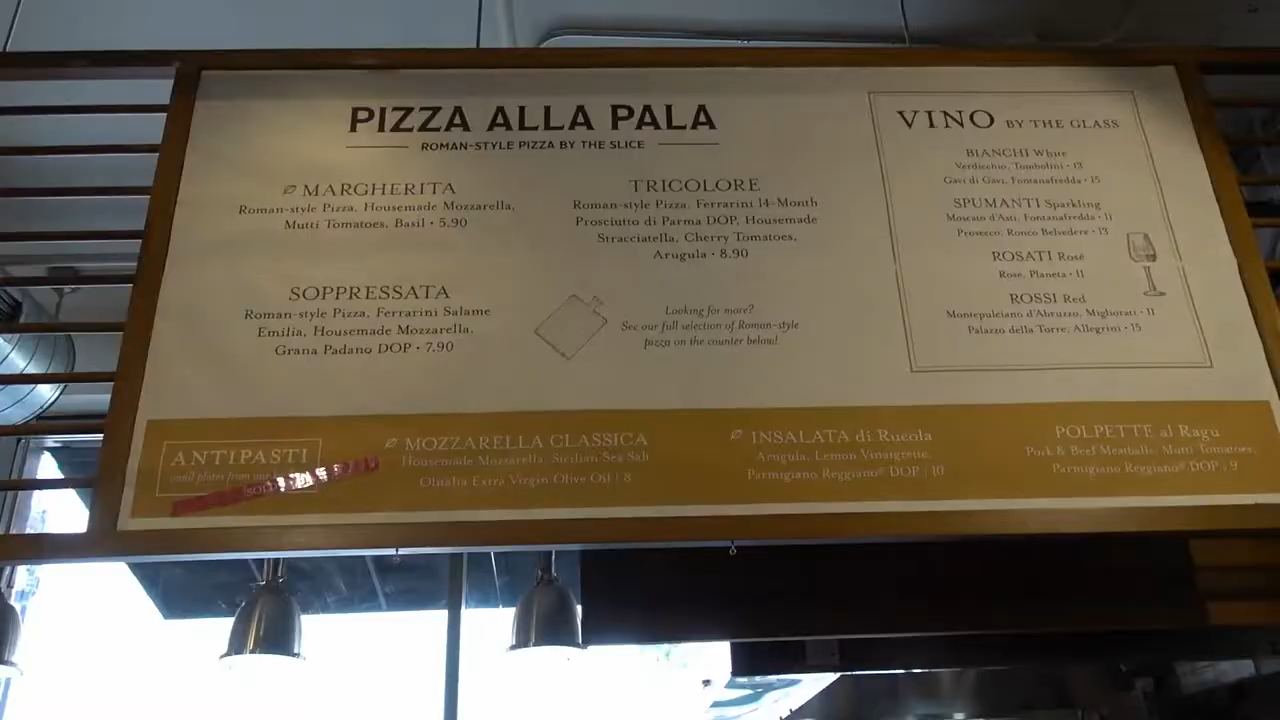 PIZZA ALLA PALA
ROMAN-STYLE PIZZA BY THE SLICE
MARGHERITA
Roman-style Pizza, Housemade Mozzarella,
Mutti Tomatoes, Basil • 5.90
TRICOLORE
Roman-style Pizza, Ferrarini 14-Month
Prosciutto di Parma DOP, Housemade
Stracciatella, Cherry Tomatoes,
Arugula • 8.90
SOPPRESSATA
Roman-style Pizza, Ferrarini Salame
Emilia, Housemade Mozzarella,
Grana Padano DOP • 7.90
Looking for more?
See our full selection of Roman-style
pizza on the counter below!
VINO BY THE GLASS
BIANCHI White
Verdicchio, Tombolini • 13
Gavi di Gavi, Fontanafredda • 15
SPUMANTI Sparkling
Moscato d'Asti, Fontanafredda • 11
Prosecco, Ronco Belvedere • 13
ROSATI Rosé
Rose, Planeta • 11
ROSSI Red
Montepulciano d'Abruzzo, Migliorati • 11
Palazzo della Torre, Allegrini • 15
ANTIPASTI
small plates from our
SOLD
MOZZARELLA CLASSICA
Housemade Mozzarella, Sicilian Sea Salt
Olitalia Extra Virgin Olive Oil | 8
INSALATA di Rucola
Arugula, Lemon Vinaigrette,
Parmigiano Reggiano® DOP | 10
POLPETTE al Ragu
Pork & Beef Meatballs, Mutti Tomatoes,
Parmigiano Reggiano® DOP | 9